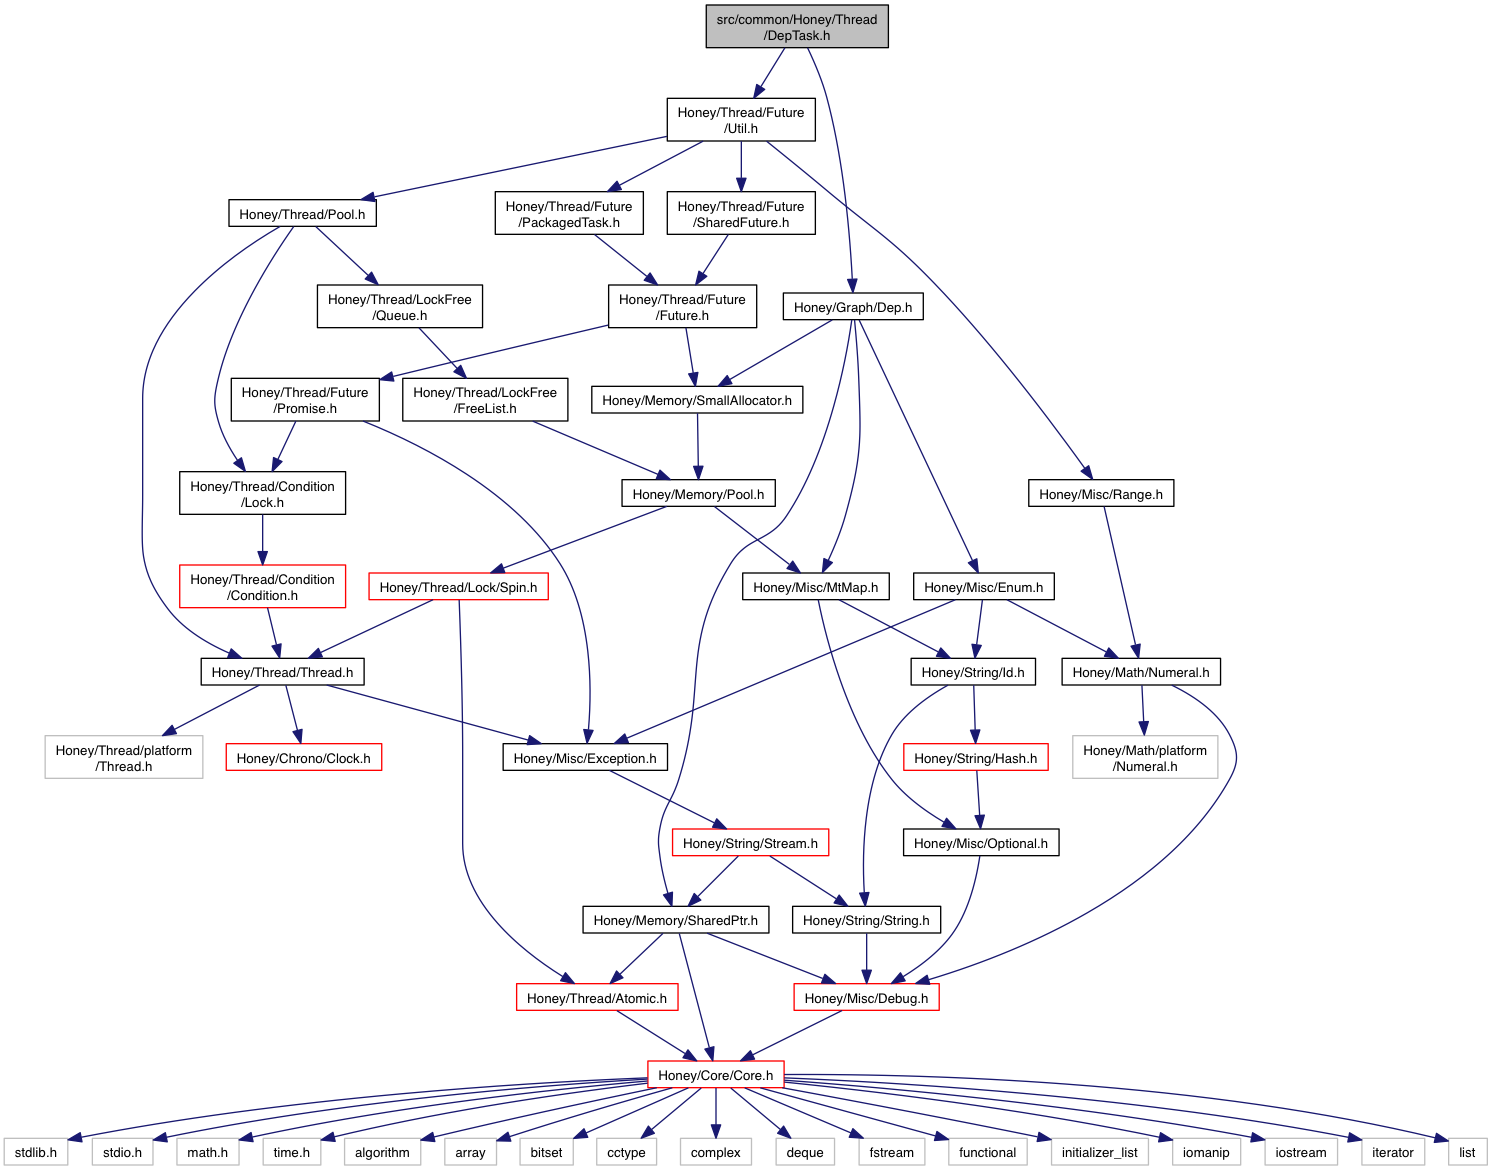 src/common/Honey/Thread
/DepTask.h
Honey/Thread/Future
/Util.h
Honey/Thread/Pool.h
Honey/Thread/Future
/PackagedTask.h
Honey/Thread/Future
/SharedFuture.h
Honey/Thread/LockFree
/Queue.h
Honey/Thread/Future
/Future.h
Honey/Graph/Dep.h
Honey/Thread/Future
/Promise.h
Honey/Thread/LockFree
/FreeList.h
Honey/Memory/SmallAllocator.h
Honey/Thread/Condition
/Lock.h
Honey/Memory/Pool.h
Honey/Misc/Range.h
Honey/Thread/Condition
/Condition.h
Honey/Thread/Lock/Spin.h
Honey/Misc/MtMap.h
Honey/Misc/Enum.h
Honey/Thread/Thread.h
Honey/String/Id.h
Honey/Math/Numeral.h
Honey/Thread/platform
/Thread.h
Honey/Chrono/Clock.h
Honey/Misc/Exception.h
Honey/String/Hash.h
Honey/Math/platform
/Numeral.h
Honey/String/Stream.h
Honey/Misc/Optional.h
Honey/Memory/SharedPtr.h
Honey/String/String.h
Honey/Thread/Atomic.h
Honey/Misc/Debug.h
Honey/Core/Core.h
stdlib.h
stdio.h
math.h
time.h
algorithm
array
bitset
cctype
complex
deque
fstream
functional
initializer_list
iomanip
iostream
iterator
list